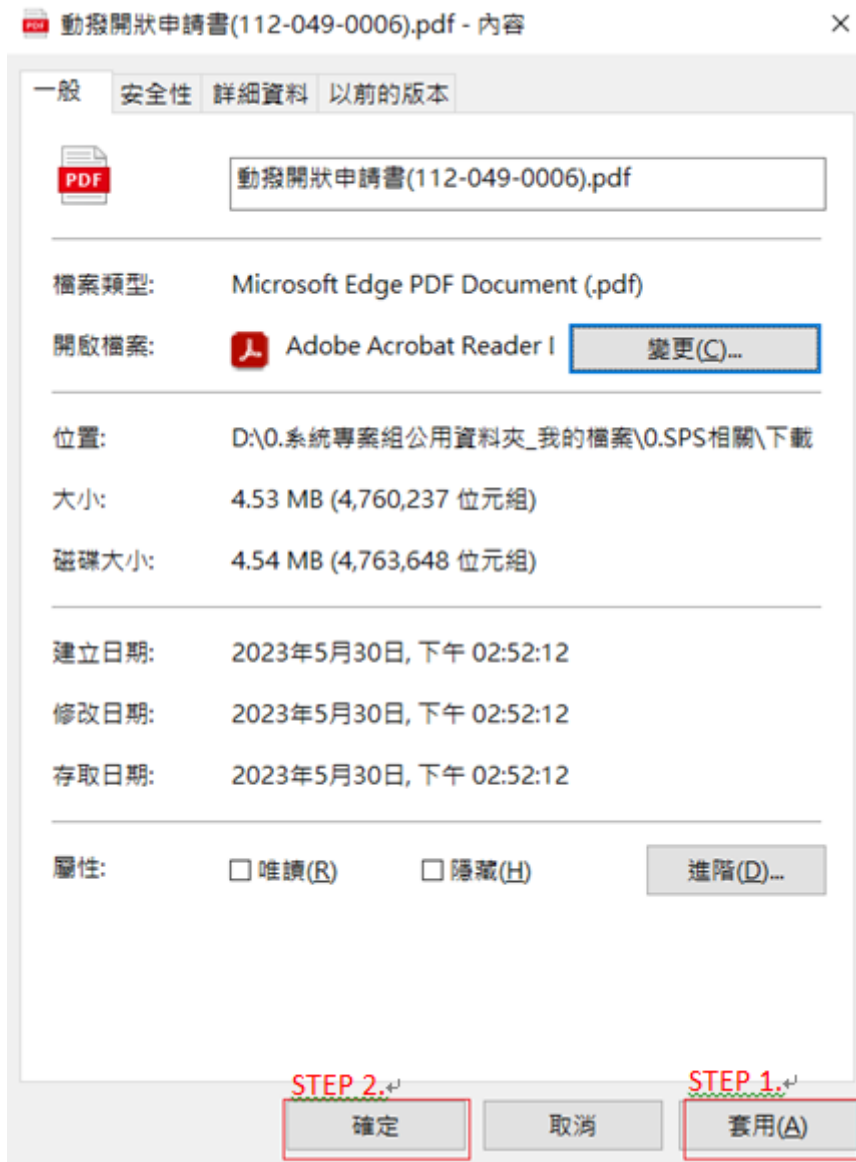 動撥開狀申請書(112-049-0006).pdf - 內容
一般 安全性 詳細資料 以前的版本
PDF 動撥開狀申請書(112-049-0006).pdf
檔案類型: Microsoft Edge PDF Document (.pdf)
開啟檔案: Adobe Acrobat Reader 變更(C)...
位置: D:\0.系統專案組公用資料夾_我的檔案\0.SPS相關\下載
大小: 4.53 MB (4,760,237 位元組)
磁碟大小: 4.54 MB (4,763,648 位元組)
建立日期: 2023年5月30日, 下午 02:52:12
修改日期: 2023年5月30日, 下午 02:52:12
存取日期: 2023年5月30日, 下午 02:52:12
屬性: 唯讀(R) 隱藏(H) 進階(D)...
STEP 2. STEP 1.
確定 取消 套用(A)